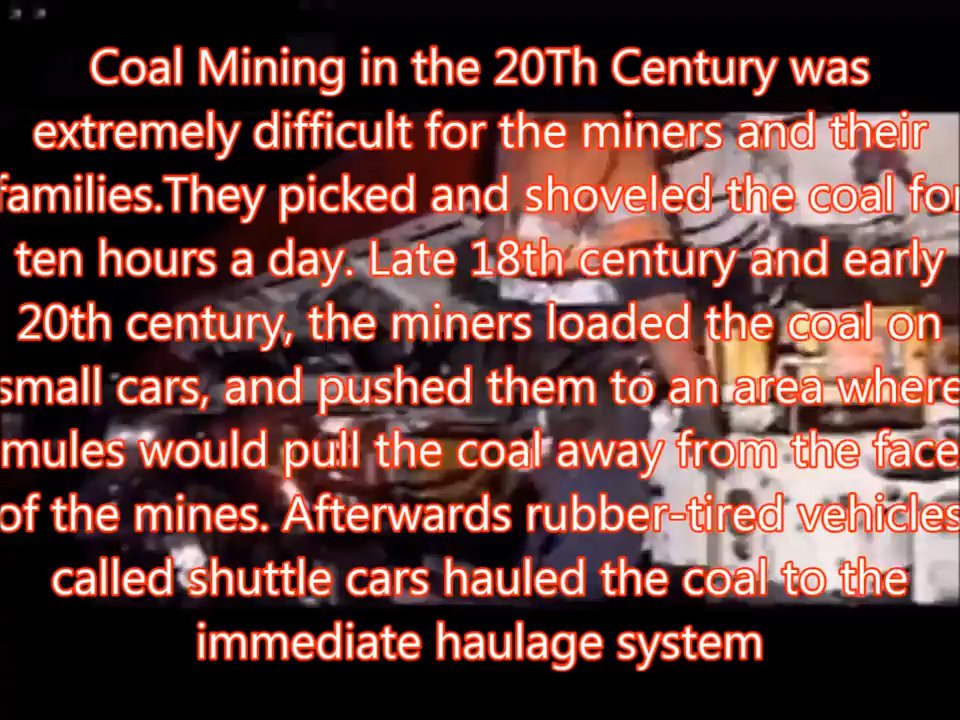 Coal Mining in the 20Th Century was
extremely difficult for the miners and their
families.They picked and shoveled the coal for
ten hours a day. Late 18th century and early
20th century, the miners loaded the coal on
small cars, and pushed them to an area where
mules would pull the coal away from the face
of the mines. Afterwards rubber-tired vehicles
called shuttle cars hauled the coal to the
immediate haulage system